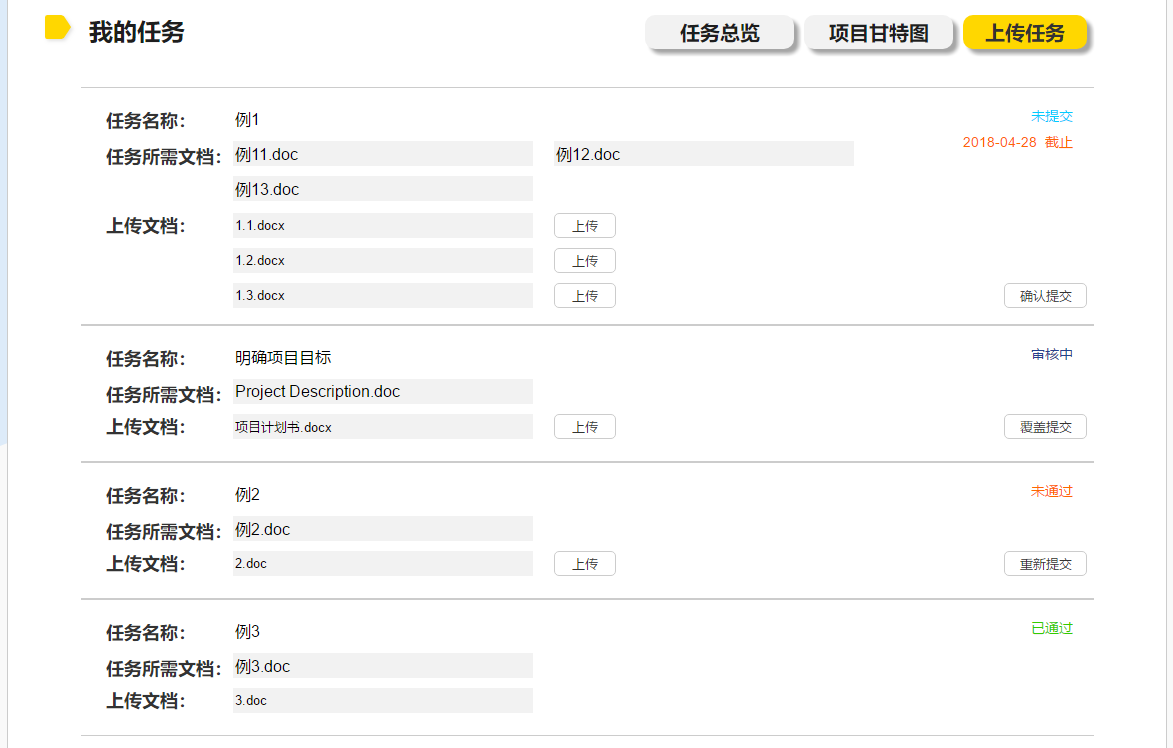 我的任务 任务总览 项目甘特图 上传任务
任务名称： 例1 未提交
2018-04-28 截止
任务所需文档： 例11.doc 例12.doc
例13.doc
上传文档： 1.1.docx 上传
1.2.docx 上传
1.3.docx 上传 确认提交
任务名称： 明确项目目标 审核中
任务所需文档： Project Description.doc
上传文档： 项目计划书.docx 上传 覆盖提交
任务名称： 例2 未通过
任务所需文档： 例2.doc
上传文档： 2.doc 上传 重新提交
任务名称： 例3 已通过
任务所需文档： 例3.doc
上传文档： 3.doc